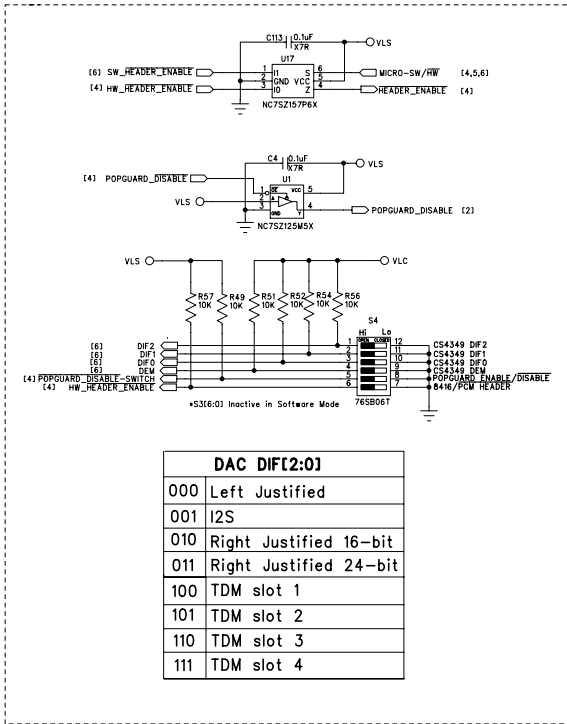 C113 0.1uF
X7R
VLS
U17
[6] SW_HEADER_ENABLE 1 I1 S 6 MICRO-SW/HW [4,5,6]
2 GND VCC 5
[4] HW_HEADER_ENABLE 3 I0 Z 4 HEADER_ENABLE [4]
NC7SZ157P6X
C4 0.1uF
X7R
VLS
[4] POPGUARD_DISABLE
U1
1 OE VCC 5
VLS 2 A
3 GND Y 4 POPGUARD_DISABLE [2]
NC7SZ125M5X
VLS VLC
R57 R49 R51 R52 R54 R56
10K 10K 10K 10K 10K 10K
S4
Hi Lo
OPEN CLOSED
[6] DIF2 1 12 CS4349 DIF2
[6] DIF1 2 11 CS4349 DIF1
[6] DIF0 3 10 CS4349 DIF0
[6] DEM 4 9 CS4349 DEM
[4] POPGUARD_DISABLE-SWITCH 5 8 POPGUARD ENABLE/DISABLE
[4] HW_HEADER_ENABLE 6 7 8416/PCM HEADER
*S3[6:0] Inactive in Software Mode 76SB06T
DAC DIF[2:0]
000 Left Justified
001 I2S
010 Right Justified 16-bit
011 Right Justified 24-bit
100 TDM slot 1
101 TDM slot 2
110 TDM slot 3
111 TDM slot 4